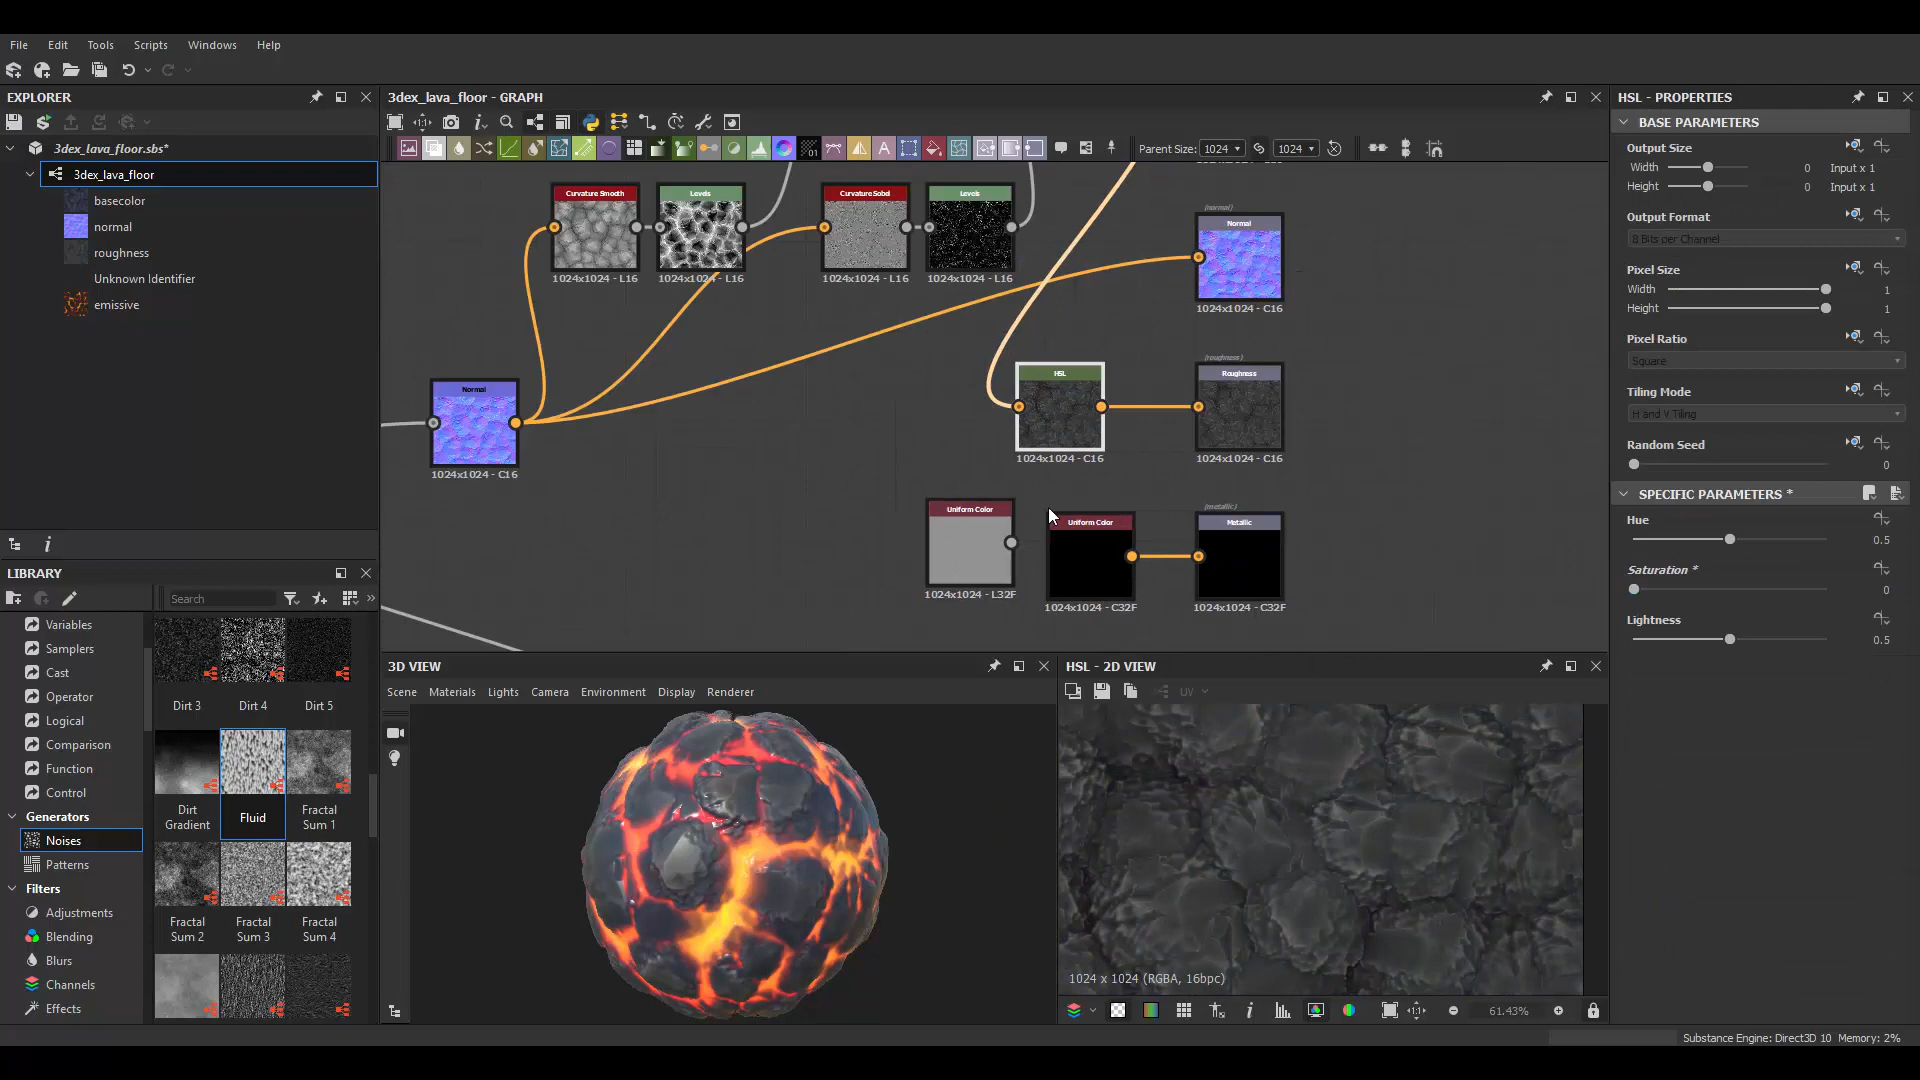 File Edit Tools Scripts Windows Help
EXPLORER
3dex_lava_floor.sbs*
3dex_lava_floor
basecolor
normal
roughness
Unknown Identifier
emissive
LIBRARY
Search
Variables
Samplers
Cast
Operator
Logical
Comparison
Function
Control
Generators
Noises
Patterns
Filters
Adjustments
Blending
Blurs
Channels
Effects
Dirt 3
Dirt 4
Dirt 5
Dirt
Gradient
Fluid
Fractal
Sum 1
Fractal
Sum 2
Fractal
Sum 3
Fractal
Sum 4
3dex_lava_floor - GRAPH
Parent Size: 1024 1024
Curvature Smooth
1024x1024 - L16
Levels
1024x1024 - L16
Curvature Sobel
1024x1024 - L16
Levels
1024x1024 - L16
(normal)
Normal
1024x1024 - C16
Normal
1024x1024 - C16
HSL
1024x1024 - C16
(roughness)
Roughness
1024x1024 - C16
Uniform Color
1024x1024 - L32F
Uniform Color
1024x1024 - C32F
(metallic)
Metallic
1024x1024 - C32F
3D VIEW
Scene Materials Lights Camera Environment Display Renderer
HSL - 2D VIEW
UV
1024 x 1024 (RGBA, 16bpc)
61.43%
HSL - PROPERTIES
BASE PARAMETERS
Output Size
Width 0 Input x 1
Height 0 Input x 1
Output Format
8 Bits per Channel
Pixel Size
Width 1
Height 1
Pixel Ratio
Square
Tiling Mode
H and V Tiling
Random Seed
0
SPECIFIC PARAMETERS *
Hue
0.5
Saturation *
0
Lightness
0.5
Substance Engine: Direct3D 10 Memory: 2%